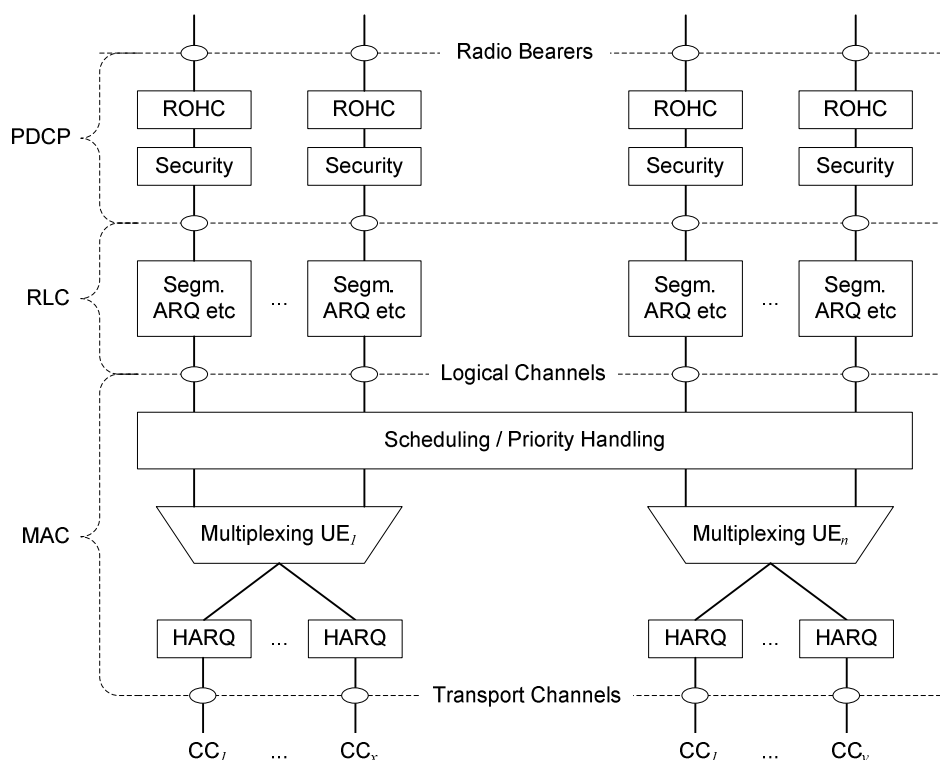 Radio Bearers
ROHC ROHC ROHC ROHC
PDCP
Security Security Security Security
Segm. ARQ etc ... Segm. ARQ etc Segm. ARQ etc ... Segm. ARQ etc
RLC
Logical Channels
Scheduling / Priority Handling
MAC
Multiplexing UE1 Multiplexing UEn
HARQ ... HARQ HARQ ... HARQ
Transport Channels
CC1 ... CCx CC1 ... CCy